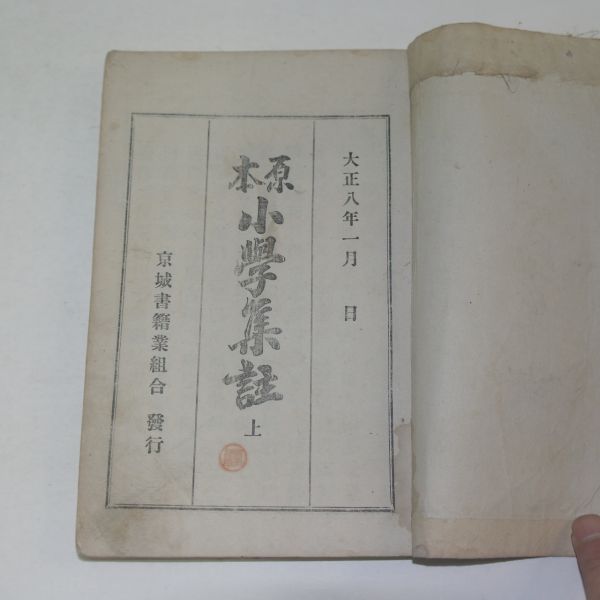 大正八年一月 日
原本
小學集註
上
京城書籍業組合 發行